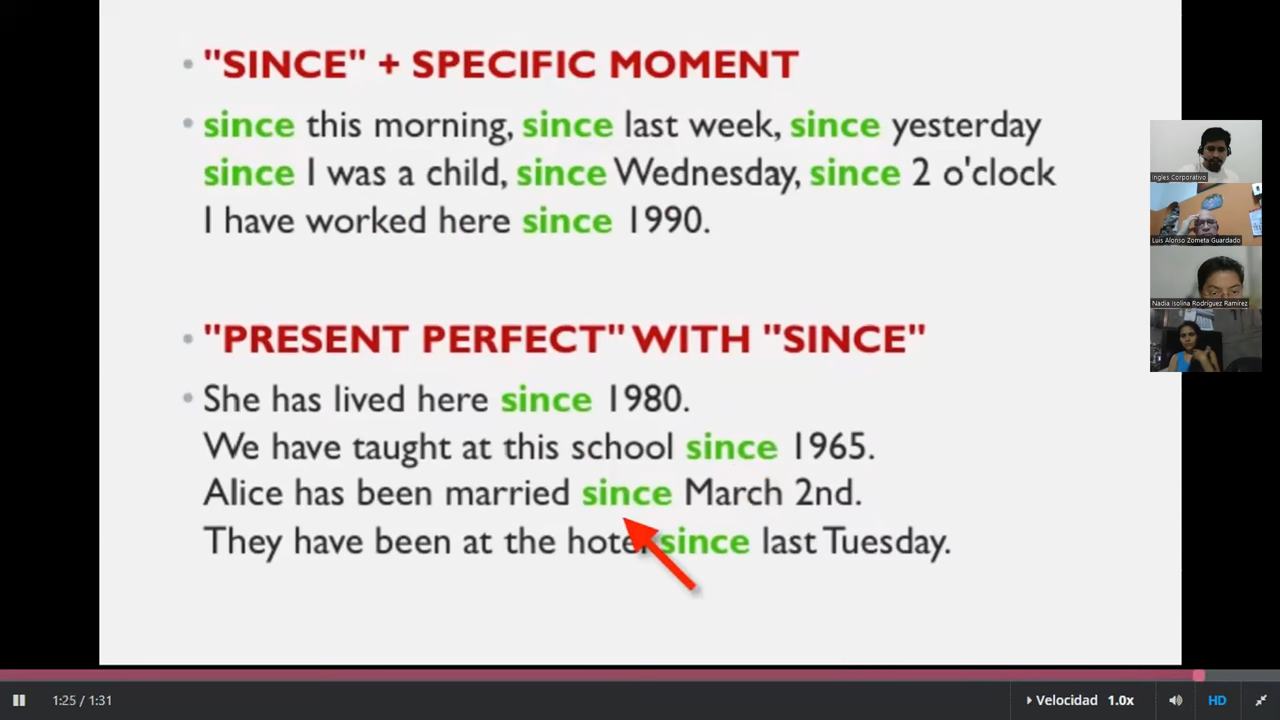 "SINCE" + SPECIFIC MOMENT
since this morning, since last week, since yesterday
since I was a child, since Wednesday, since 2 o'clock
I have worked here since 1990.
"PRESENT PERFECT" WITH "SINCE"
She has lived here since 1980.
We have taught at this school since 1965.
Alice has been married since March 2nd.
They have been at the hotel since last Tuesday.
Ingles Corporativo
Luis Alonso Zometa Guardado
Nadia Isolina Rodriguez Ramirez
1:25 / 1:31
Velocidad 1.0x
HD